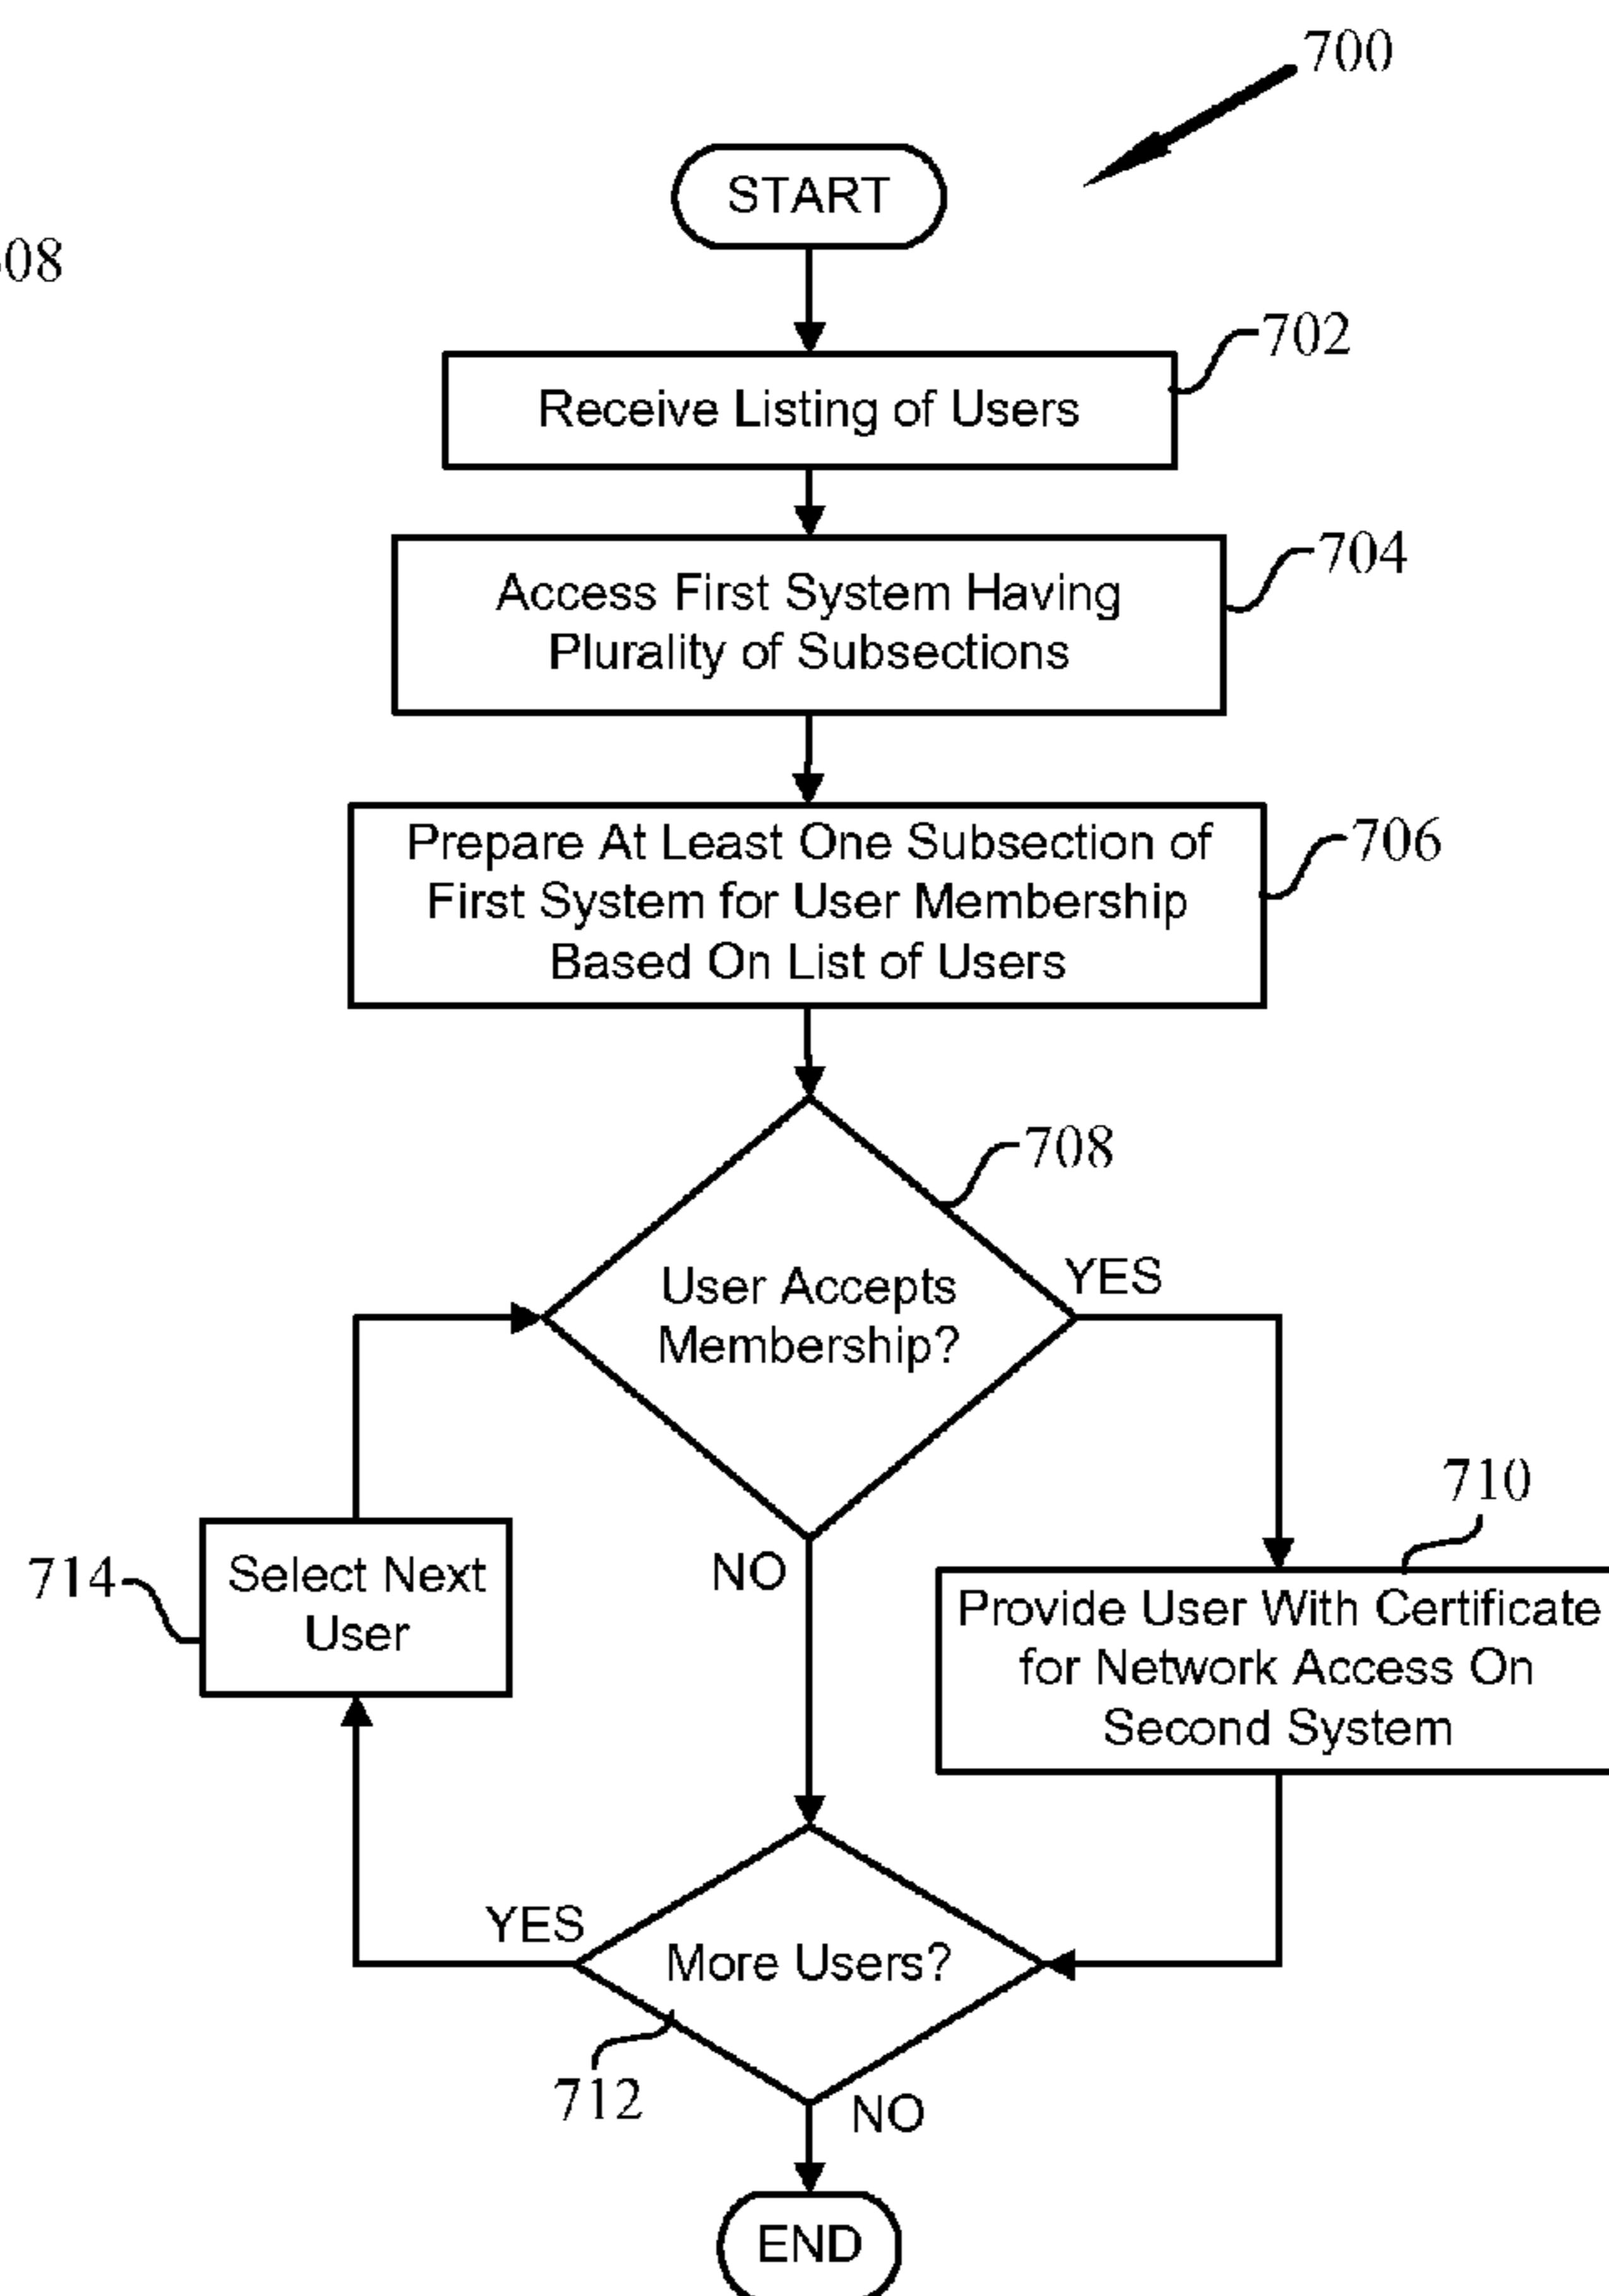 700
START
08
702
Receive Listing of Users
704
Access First System Having
Plurality of Subsections
706
Prepare At Least One Subsection of
First System for User Membership
Based On List of Users
708
User Accepts
Membership?
YES
NO
710
Provide User With Certificate
for Network Access On
Second System
714
Select Next
User
YES
More Users?
712
NO
END